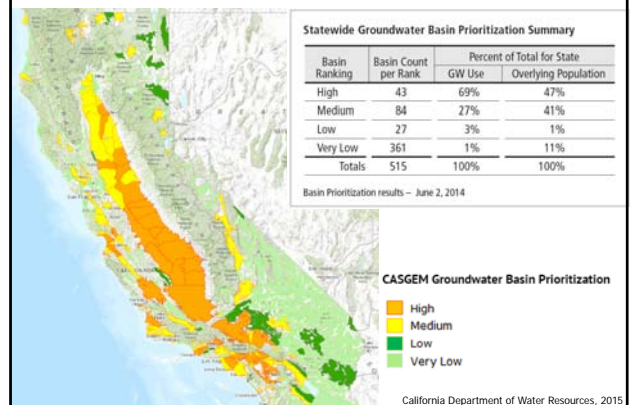 Statewide Groundwater Basin Prioritization Summary
Basin Ranking Basin Count per Rank Percent of Total for State
GW Use Overlying Population
High 43 69% 47%
Medium 84 27% 41%
Low 27 3% 1%
Very Low 361 1% 11%
Totals 515 100% 100%
Basin Prioritization results – June 2, 2014
CASGEM Groundwater Basin Prioritization
High
Medium
Low
Very Low
California Department of Water Resources, 2015